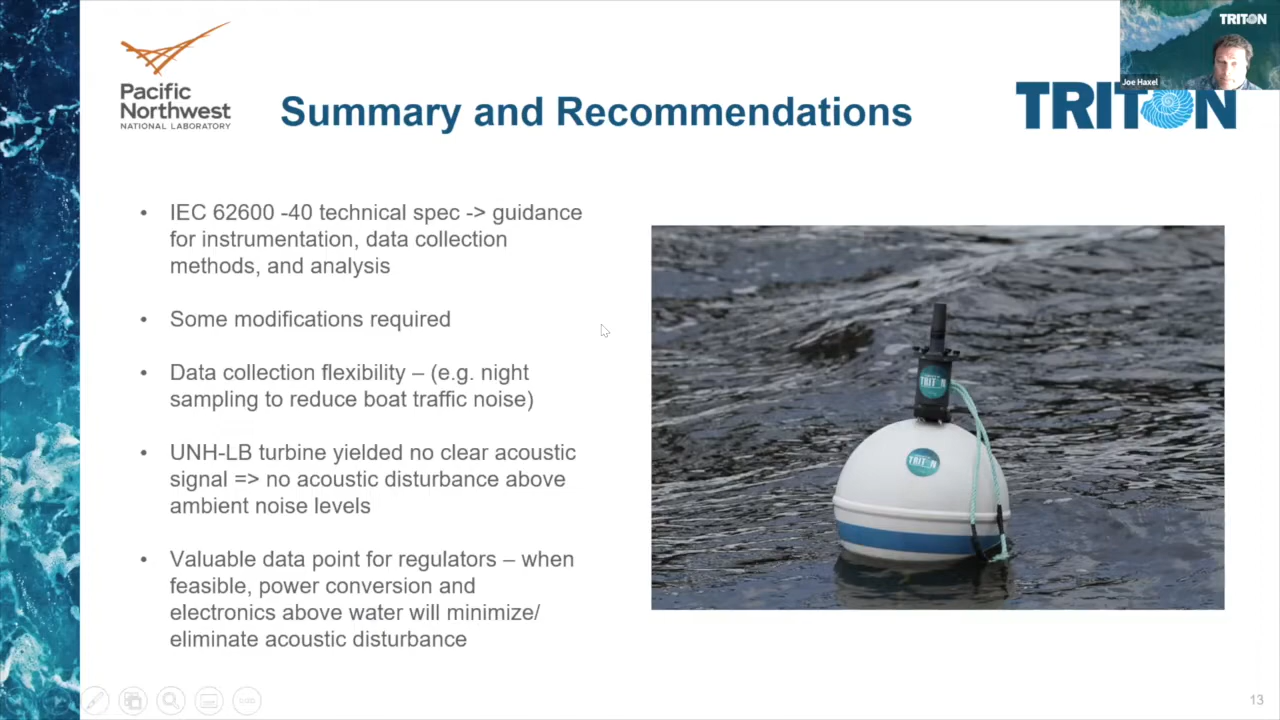 Pacific
Northwest
NATIONAL LABORATORY
Summary and Recommendations
TRITON
Joe Haxel
TRITON
• IEC 62600 -40 technical spec -> guidance
for instrumentation, data collection
methods, and analysis
• Some modifications required
• Data collection flexibility – (e.g. night
sampling to reduce boat traffic noise)
• UNH-LB turbine yielded no clear acoustic
signal => no acoustic disturbance above
ambient noise levels
• Valuable data point for regulators – when
feasible, power conversion and
electronics above water will minimize/
eliminate acoustic disturbance
TRITON
TRITON
13